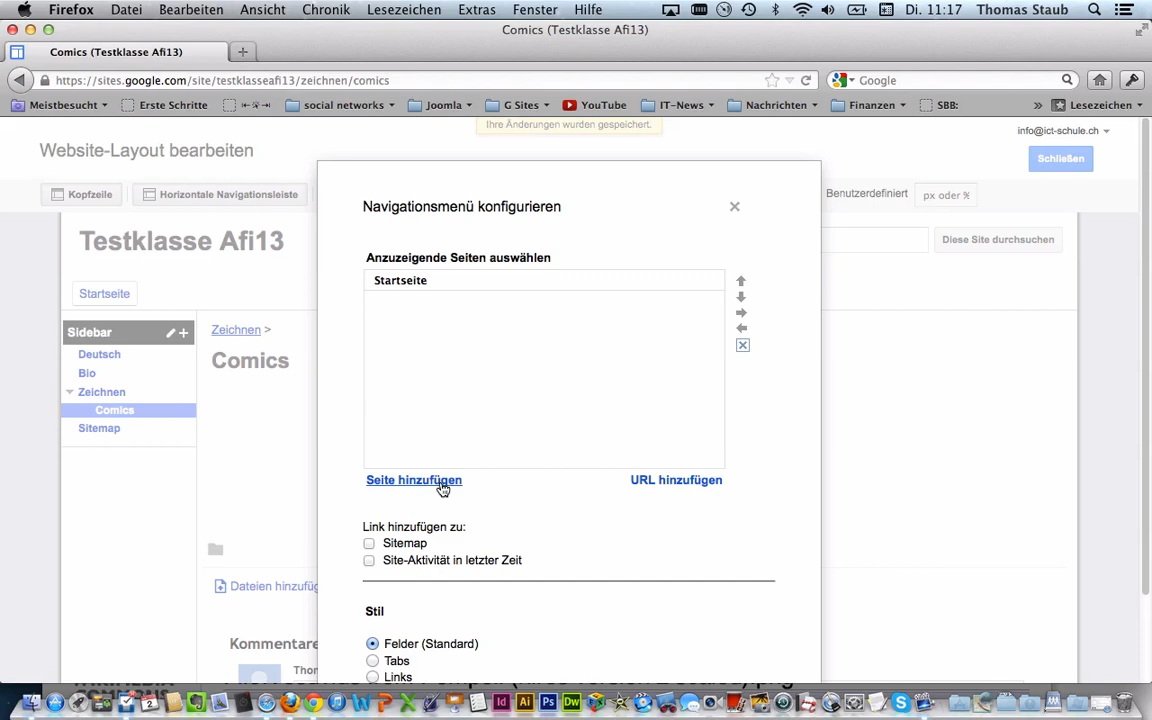 Firefox Datei Bearbeiten Ansicht Chronik Lesezeichen Extras Fenster Hilfe Di. 11:17 Thomas Staub
Comics (Testklasse Afi13)
Comics (Testklasse Afi13)
https://sites.google.com/site/testklasseafi13/zeichnen/comics Google
Meistbesucht Erste Schritte social networks Joomla G Sites YouTube IT-News Nachrichten Finanzen SBB: » Lesezeichen
Ihre Änderungen wurden gespeichert.
info@ict-schule.ch
Website-Layout bearbeiten
Schließen
Kopfzeile Horizontale Navigationsleiste Benutzerdefiniert px oder %
Navigationsmenü konfigurieren
Testklasse Afi13
Diese Site durchsuchen
Anzuzeigende Seiten auswählen
Startseite
Startseite
Sidebar
Zeichnen >
Deutsch
Comics
Bio
Zeichnen
Comics
Sitemap
Seite hinzufügen URL hinzufügen
Link hinzufügen zu:
Sitemap
Site-Aktivität in letzter Zeit
Dateien hinzufüg
Stil
Kommentare
Felder (Standard)
Tabs
Thom
Links